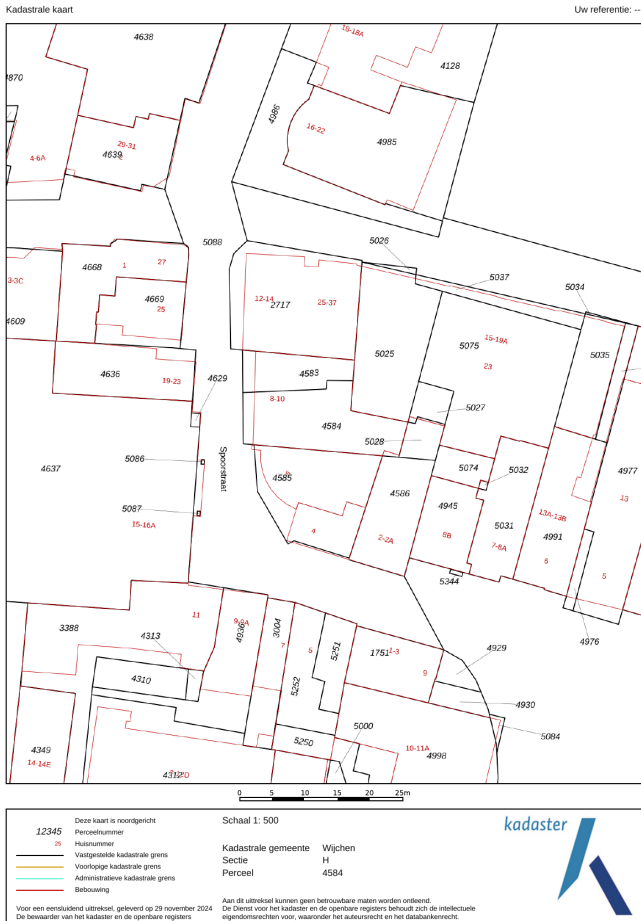 Kadastrale kaart
Uw referentie: --
4638
15-18A
4128
4870
4986
16-22
4985
29-31
4639
4-6A
5088
5026
5037
5034
4668
1
27
3-3C
4669
25
12-14
2717
25-37
4609
5025
5075
15-19A
23
5035
4636
19-23
4629
4583
8-10
5027
4584
5028
4637
5086
5087
15-16A
Spoorstraat
4585
4
4586
2-2A
5074
5032
4945
8B
5031
7-8A
13A-13B
4991
6
4977
13
5
5344
4976
3388
4313
11
9-9A
4936
3004
7
5
5251
5252
1751
1-3
9
4929
4930
4310
5250
5000
5084
10-11A
4998
4349
14-14E
4312
0 5 10 15 20 25m
Deze kaart is noordgericht
12345 Perceelnummer
25 Huisnummer
Vastgestelde kadastrale grens
Voorlopige kadastrale grens
Administratieve kadastrale grens
Bebouwing
Voor een eensluidend uittreksel, geleverd op 29 november 2024
De bewaarder van het kadaster en de openbare registers
Schaal 1: 500
Kadastrale gemeente Wijchen
Sectie H
Perceel 4584
Aan dit uittreksel kunnen geen betrouwbare maten worden ontleend.
De Dienst voor het kadaster en de openbare registers behoudt zich de intellectuele
eigendomsrechten voor, waaronder het auteursrecht en het databankenrecht.
kadaster